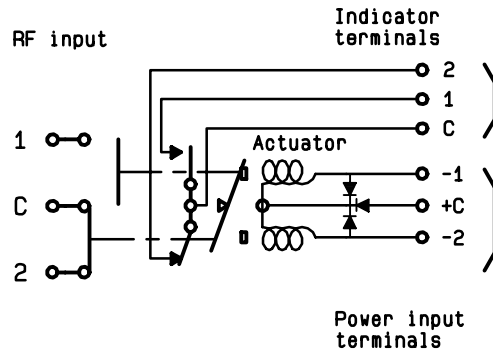 RF input
Indicator
terminals
2
1
C
Actuator
1
C
2
-1
+C
-2
Power input
terminals